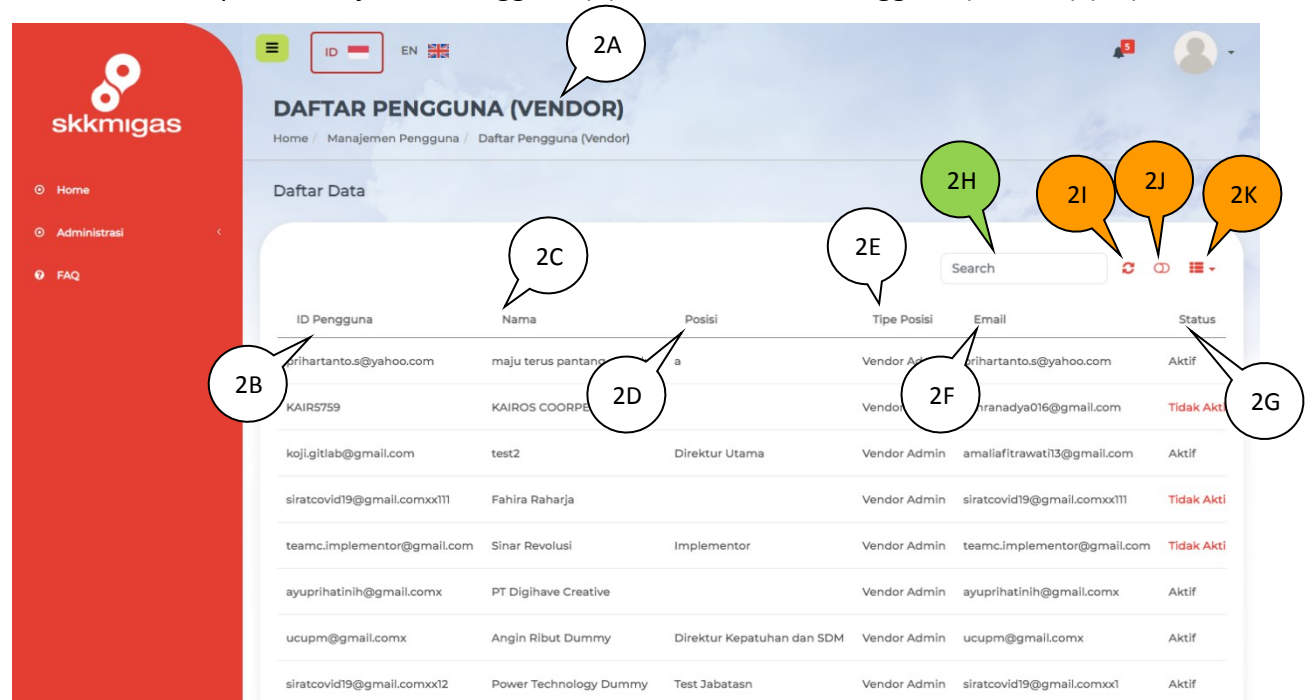 2A
ID EN 5
skkmigas
DAFTAR PENGGUNA (VENDOR)
Home / Manajemen Pengguna / Daftar Pengguna (Vendor)
Home
Administrasi
FAQ
Daftar Data
2H 2I 2J 2K
2C 2E
Search
ID Pengguna Nama Posisi Tipe Posisi Email Status
prihartanto.s@yahoo.com maju terus pantang a Vendor prihartanto.s@yahoo.com Aktif
2B 2D 2F 2G
KAIR5759 KAIROS Vendor Tidak Akti
koji.gitlab@gmail.com test2 Direktur Utama Vendor Admin amaliafitrawati13@gmail.com Aktif
siratcovid19@gmail.comxx111 Fahira Raharja Vendor Admin siratcovid19@gmail.comxx111 Tidak Akti
teamc.implementor@gmail.com Sinar Revolusi Implementor Vendor Admin teamc.implementor@gmail.com Tidak Akti
ayuprihatinih@gmail.comx PT Digihave Creative Vendor Admin ayuprihatinih@gmail.comx Aktif
ucupm@gmail.comx Angin Ribut Dummy Direktur Kepatuhan dan SDM Vendor Admin ucupm@gmail.comx Aktif
siratcovid19@gmail.comxx12 Power Technology Dummy Test Jabatasn Vendor Admin siratcovid19@gmail.comxx1 Aktif